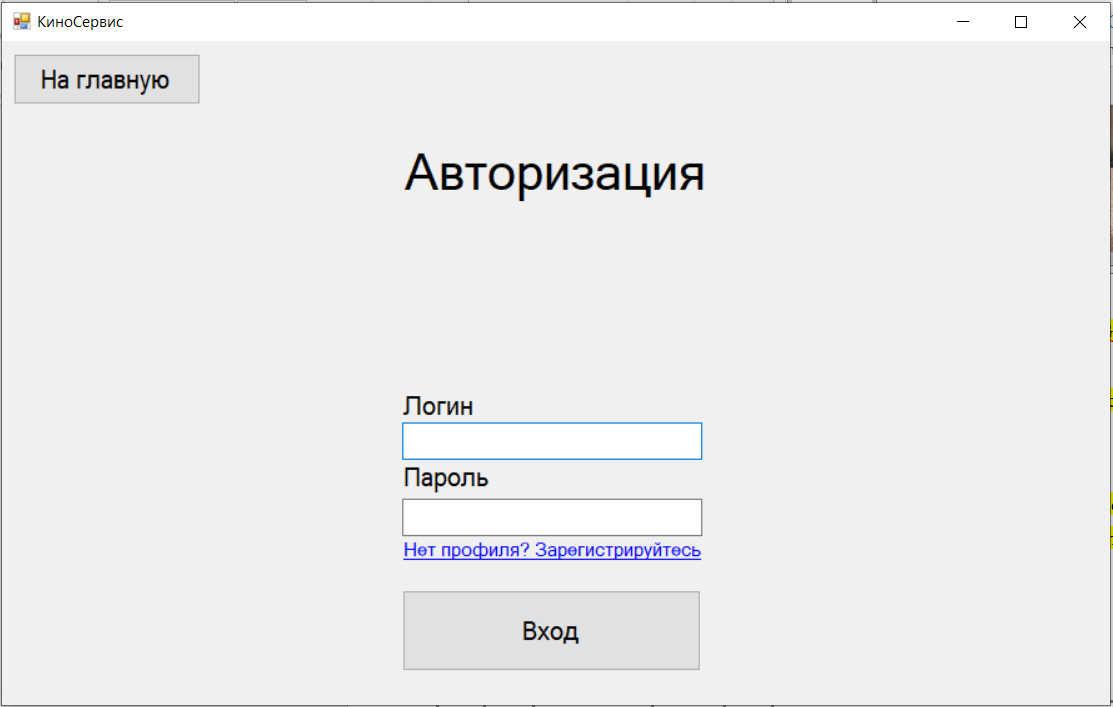 КиноСервис
На главную
Авторизация
Логин
Пароль
Нет профиля? Зарегистрируйтесь
Вход